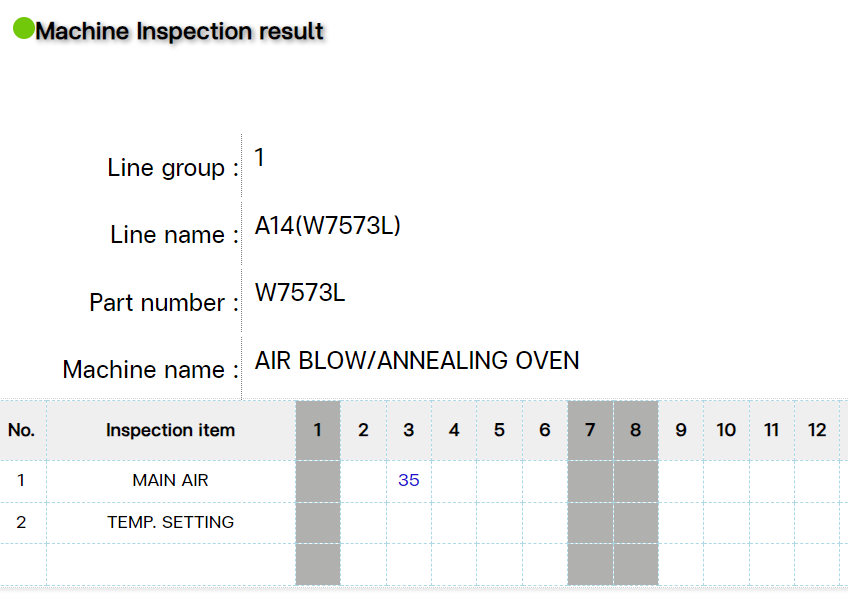 Machine Inspection result
Line group : 1
Line name : A14(W7573L)
Part number : W7573L
Machine name : AIR BLOW/ANNEALING OVEN
No. Inspection item 1 2 3 4 5 6 7 8 9 10 11 12
1 MAIN AIR 35
2 TEMP. SETTING